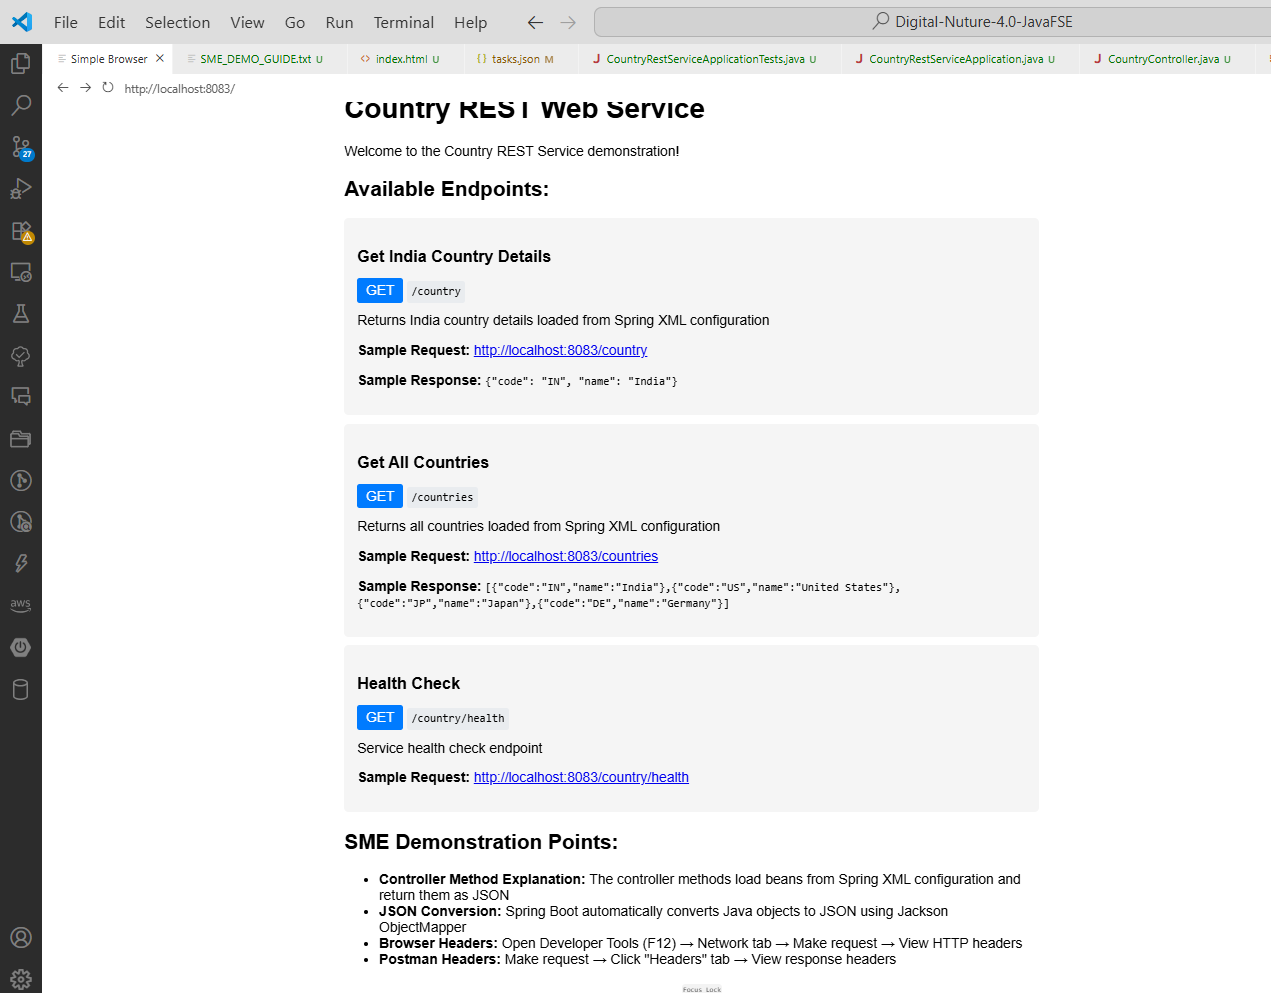 File Edit Selection View Go Run Terminal Help Digital-Nuture-4.0-JavaFSE
Simple Browser SME_DEMO_GUIDE.txt U index.html U tasks.json M CountryRestServiceApplicationTests.java U CountryRestServiceApplication.java U CountryController.java U
http://localhost:8083/
Country REST Web Service
Welcome to the Country REST Service demonstration!
Available Endpoints:
Get India Country Details
GET /country
Returns India country details loaded from Spring XML configuration
Sample Request: http://localhost:8083/country
Sample Response: {"code": "IN", "name": "India"}
Get All Countries
GET /countries
Returns all countries loaded from Spring XML configuration
Sample Request: http://localhost:8083/countries
Sample Response: [{"code":"IN","name":"India"},{"code":"US","name":"United States"},
{"code":"JP","name":"Japan"},{"code":"DE","name":"Germany"}]
Health Check
GET /country/health
Service health check endpoint
Sample Request: http://localhost:8083/country/health
SME Demonstration Points:
• Controller Method Explanation: The controller methods load beans from Spring XML configuration and
return them as JSON
• JSON Conversion: Spring Boot automatically converts Java objects to JSON using Jackson
ObjectMapper
• Browser Headers: Open Developer Tools (F12) → Network tab → Make request → View HTTP headers
• Postman Headers: Make request → Click "Headers" tab → View response headers
Focus Lock
27
aws